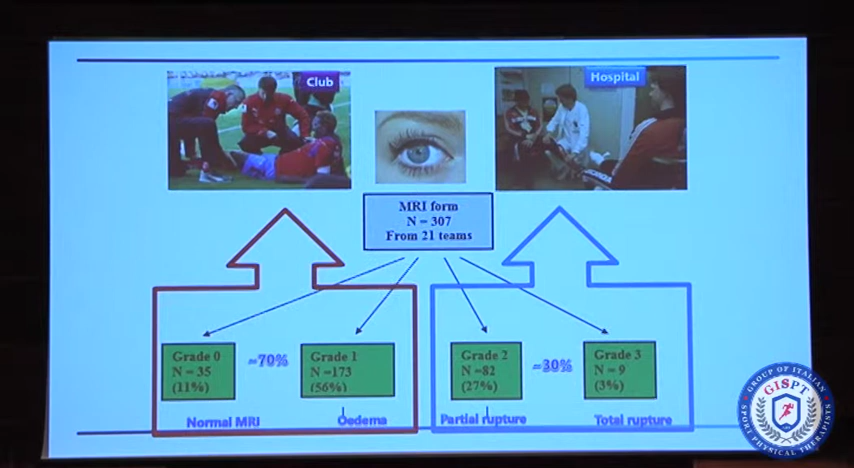 Club
Hospital
MRI form
N = 307
From 21 teams
Grade 0
N = 35
(11%)
≈70%
Grade 1
N =173
(56%)
Grade 2
N =82
(27%)
≈30%
Grade 3
N = 9
(3%)
Normal MRI
Oedema
Partial rupture
Total rupture
GROUP OF ITALIAN
GISPT
SPORT PHYSICAL THERAPISTS